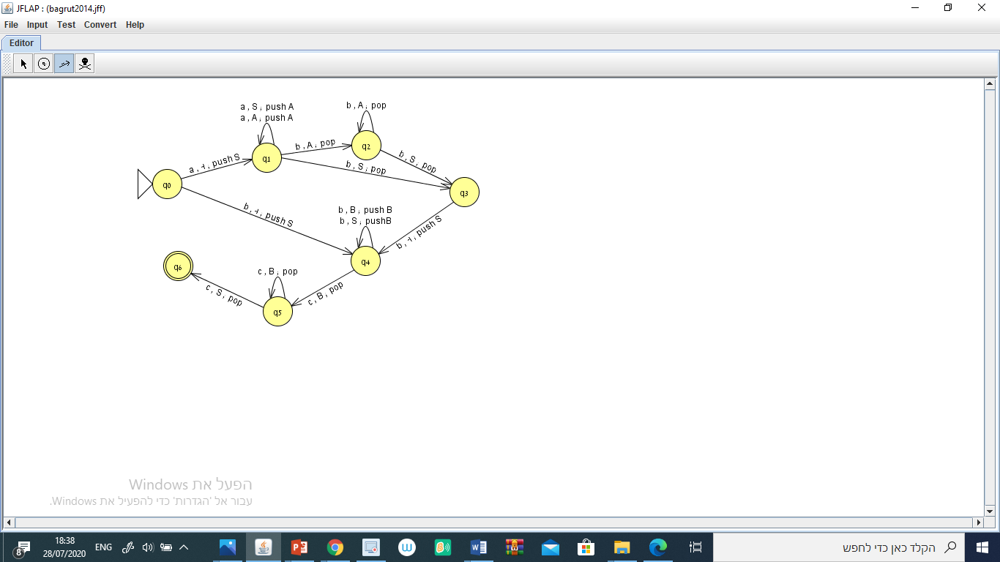 JFLAP : (bagrut2014.jff)
File Input Test Convert Help
Editor
a , S ; push A
a , A ; push A
b , A ; pop
b , A ; pop
q2
q1
b , S ; pop
a , ⊣ , push S
b , S ; pop
q0
q3
b , ⊣ , push S
b , B ; push B
b , S ; pushB
b , ⊣ , push S
q4
q6
c , B ; pop
c , S , pop
c , B , pop
q5
הפעל את Windows
עבור אל 'הגדרות' כדי להפעיל את Windows.
8
18:38
28/07/2020
ENG
הקלד כאן כדי לחפש